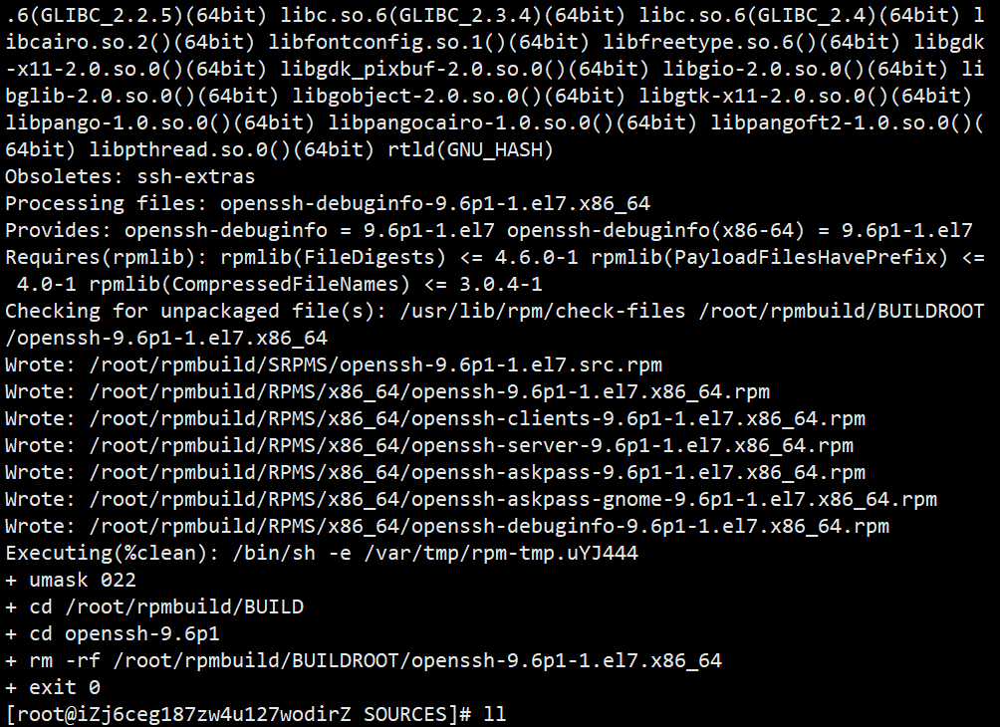 .6(GLIBC_2.2.5)(64bit) libc.so.6(GLIBC_2.3.4)(64bit) libc.so.6(GLIBC_2.4)(64bit) l
ibcairo.so.2()(64bit) libfontconfig.so.1()(64bit) libfreetype.so.6()(64bit) libgdk
-x11-2.0.so.0()(64bit) libgdk_pixbuf-2.0.so.0()(64bit) libgio-2.0.so.0()(64bit) li
bglib-2.0.so.0()(64bit) libgobject-2.0.so.0()(64bit) libgtk-x11-2.0.so.0()(64bit)
libpango-1.0.so.0()(64bit) libpangocairo-1.0.so.0()(64bit) libpangoft2-1.0.so.0()(
64bit) libpthread.so.0()(64bit) rtld(GNU_HASH)
Obsoletes: ssh-extras
Processing files: openssh-debuginfo-9.6p1-1.el7.x86_64
Provides: openssh-debuginfo = 9.6p1-1.el7 openssh-debuginfo(x86-64) = 9.6p1-1.el7
Requires(rpmlib): rpmlib(FileDigests) <= 4.6.0-1 rpmlib(PayloadFilesHavePrefix) <=
 4.0-1 rpmlib(CompressedFileNames) <= 3.0.4-1
Checking for unpackaged file(s): /usr/lib/rpm/check-files /root/rpmbuild/BUILDROOT
/openssh-9.6p1-1.el7.x86_64
Wrote: /root/rpmbuild/SRPMS/openssh-9.6p1-1.el7.src.rpm
Wrote: /root/rpmbuild/RPMS/x86_64/openssh-9.6p1-1.el7.x86_64.rpm
Wrote: /root/rpmbuild/RPMS/x86_64/openssh-clients-9.6p1-1.el7.x86_64.rpm
Wrote: /root/rpmbuild/RPMS/x86_64/openssh-server-9.6p1-1.el7.x86_64.rpm
Wrote: /root/rpmbuild/RPMS/x86_64/openssh-askpass-9.6p1-1.el7.x86_64.rpm
Wrote: /root/rpmbuild/RPMS/x86_64/openssh-askpass-gnome-9.6p1-1.el7.x86_64.rpm
Wrote: /root/rpmbuild/RPMS/x86_64/openssh-debuginfo-9.6p1-1.el7.x86_64.rpm
Executing(%clean): /bin/sh -e /var/tmp/rpm-tmp.uYJ444
+ umask 022
+ cd /root/rpmbuild/BUILD
+ cd openssh-9.6p1
+ rm -rf /root/rpmbuild/BUILDROOT/openssh-9.6p1-1.el7.x86_64
+ exit 0
[root@iZj6ceg187zw4u127wodirZ SOURCES]# ll